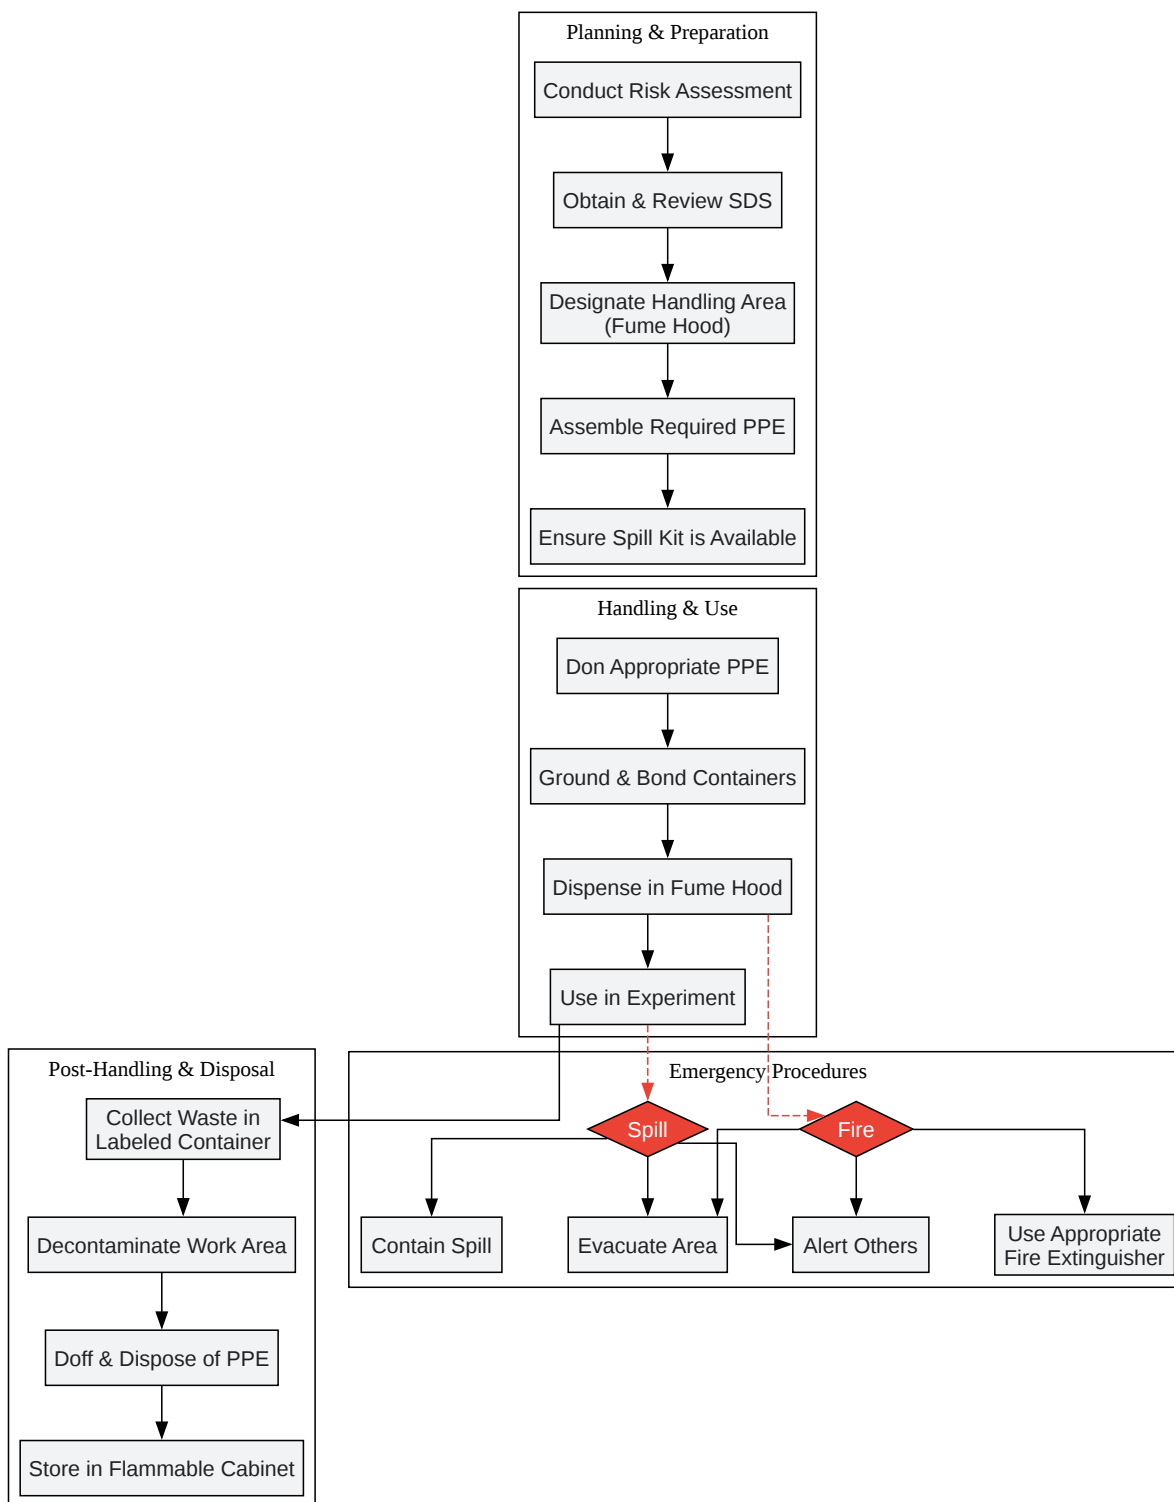 Planning & Preparation
Conduct Risk Assessment
Obtain & Review SDS
Designate Handling Area
(Fume Hood)
Assemble Required PPE
Ensure Spill Kit is Available
Handling & Use
Don Appropriate PPE
Ground & Bond Containers
Dispense in Fume Hood
Use in Experiment
Post-Handling & Disposal
Collect Waste in
Labeled Container
Decontaminate Work Area
Doff & Dispose of PPE
Store in Flammable Cabinet
Emergency Procedures
Spill
Fire
Contain Spill
Evacuate Area
Alert Others
Use Appropriate
Fire Extinguisher